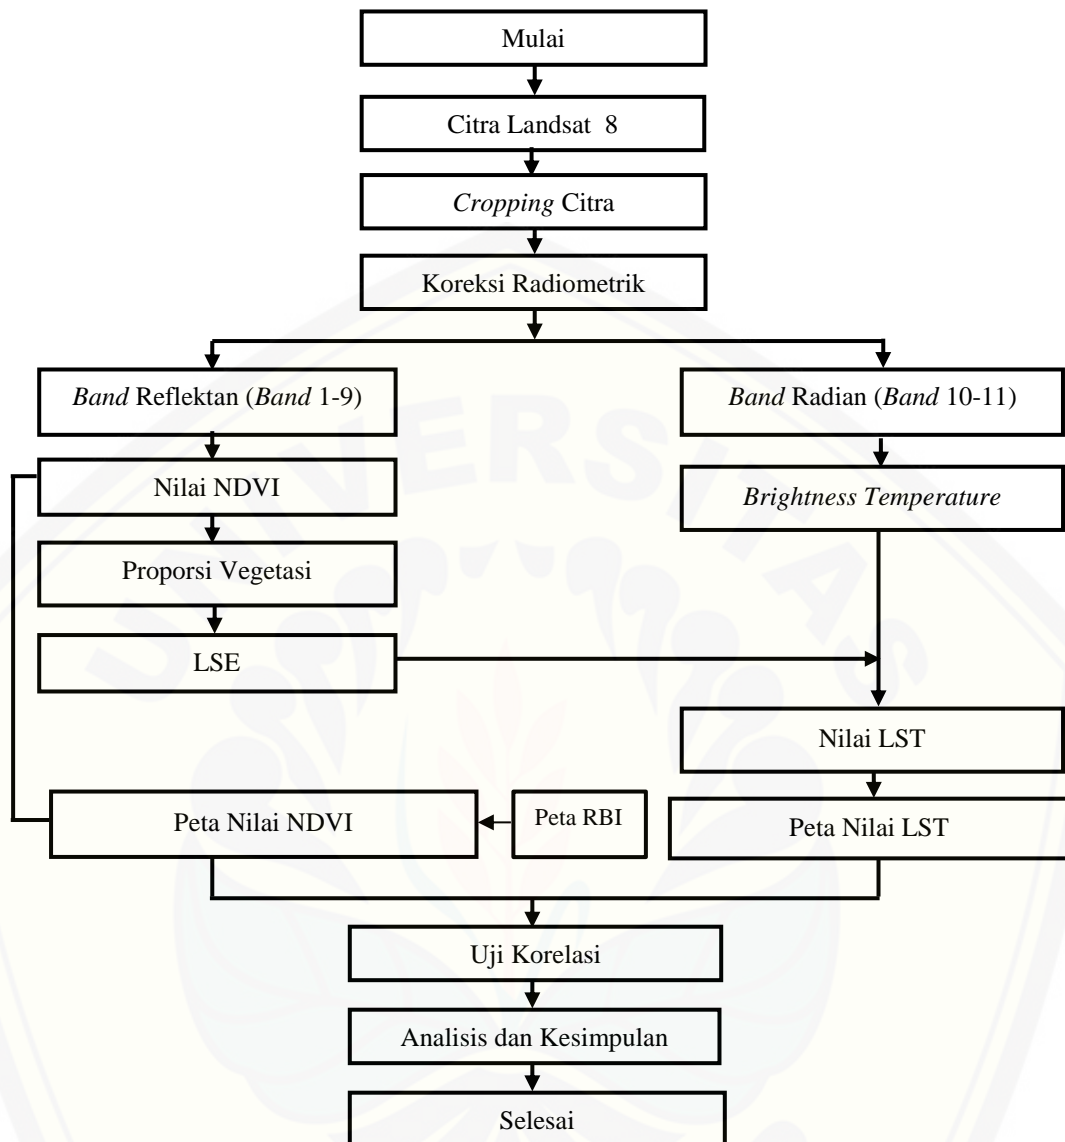 Mulai
Citra Landsat 8
Cropping Citra
Koreksi Radiometrik
Band Reflektan (Band 1-9)
Band Radian (Band 10-11)
Nilai NDVI
Brightness Temperature
Proporsi Vegetasi
LSE
Nilai LST
Peta Nilai NDVI
Peta RBI
Peta Nilai LST
Uji Korelasi
Analisis dan Kesimpulan
Selesai
UNIVERSITAS